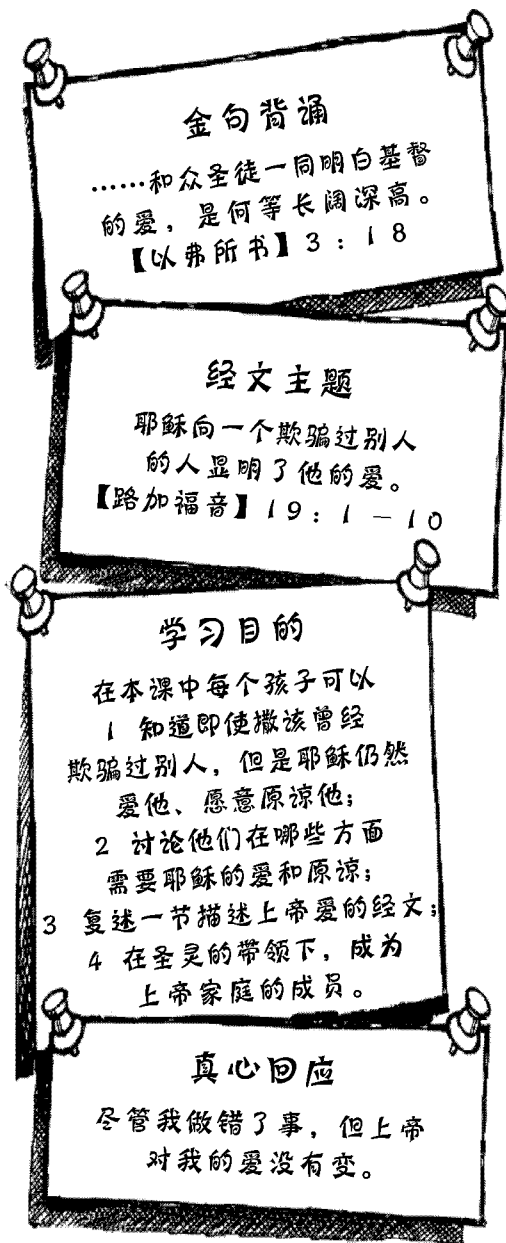 金句背诵
……和众圣徒一同明白基督
的爱，是何等长阔深高。
【以弗所书】3：18
经文主题
耶稣向一个欺骗过别人
的人显明了他的爱。
【路加福音】19：1－10
学习目的
在本课中每个孩子可以
1 知道即使撒该曾经
欺骗过别人，但是耶稣仍然
爱他、愿意原谅他；
2 讨论他们在哪些方面
需要耶稣的爱和原谅；
3 复述一节描述上帝爱的经文；
4 在圣灵的带领下，成为
上帝家庭的成员。
真心回应
尽管我做错了事，但上帝
对我的爱没有变。